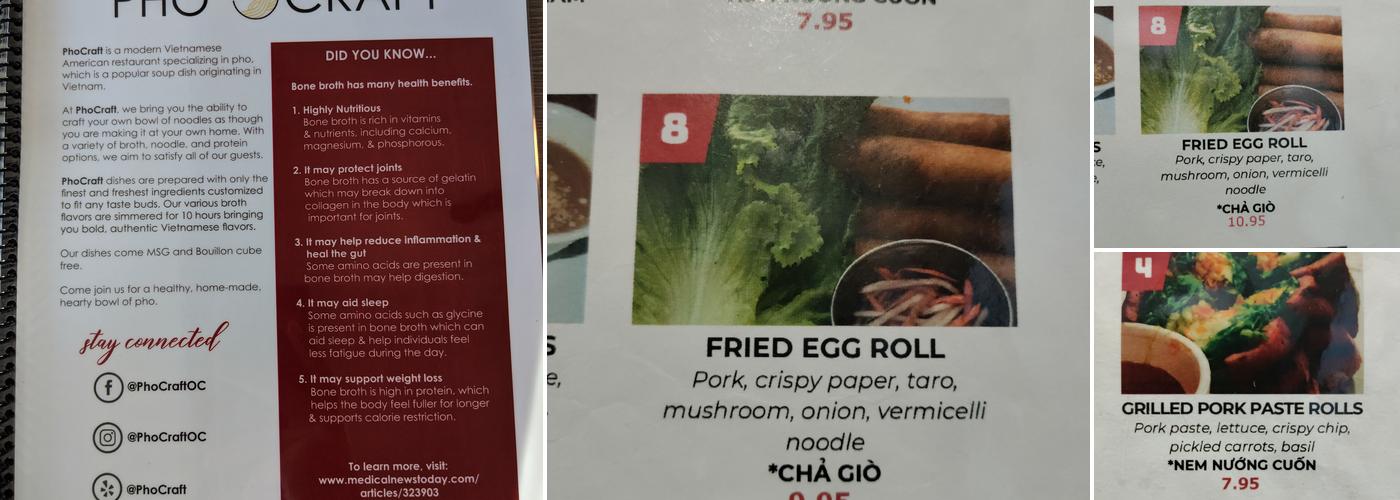 PHO CRAFT
PhoCraft is a modern Vietnamese
American restaurant specializing in pho,
which is a popular soup dish originating in
Vietnam.
At PhoCraft, we bring you the ability to
craft your own bowl of noodles as though
you are making it at your own home. With
a variety of broth, noodle, and protein
options, we aim to satisfy all of our guests.
PhoCraft dishes are prepared with only the
finest and freshest ingredients customized
to fit any taste buds. Our various broth
flavors are simmered for 10 hours bringing
you bold, authentic Vietnamese flavors.
Our dishes come MSG and Bouillon cube
free.
Come join us for a healthy, home-made,
hearty bowl of pho.
stay connected
@PhoCraftOC
@PhoCraftOC
@PhoCraft
DID YOU KNOW...
Bone broth has many health benefits.
1. Highly Nutritious
Bone broth is rich in vitamins
& nutrients, including calcium,
magnesium, & phosphorous.
2. It may protect joints
Bone broth has a source of gelatin
which may break down into
collagen in the body which is
important for joints.
3. It may help reduce inflammation &
heal the gut
Some amino acids are present in
bone broth may help digestion.
4. It may aid sleep
Some amino acids such as glycine
is present in bone broth which can
aid sleep & help individuals feel
less fatigue during the day.
5. It may support weight loss
Bone broth is high in protein, which
helps the body feel fuller for longer
& supports calorie restriction.
To learn more, visit:
www.medicalnewstoday.com/
articles/323903
7.95
8
FRIED EGG ROLL
Pork, crispy paper, taro,
mushroom, onion, vermicelli
noodle
*CHẢ GIÒ
9.95
8
FRIED EGG ROLL
Pork, crispy paper, taro,
mushroom, onion, vermicelli
noodle
*CHẢ GIÒ
10.95
4
GRILLED PORK PASTE ROLLS
Pork paste, lettuce, crispy chip,
pickled carrots, basil
*NEM NƯỚNG CUỐN
7.95